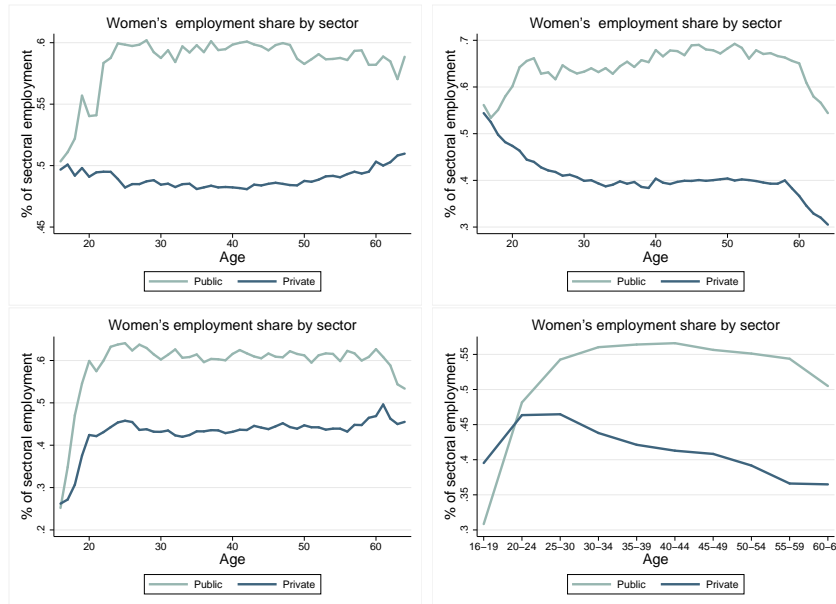 Women's  employment share by sector
% of sectoral employment
.6
.55
.5
.45
20 30 40 50 60
Age
Public Private
Women's  employment share by sector
% of sectoral employment
.7
.6
.5
.4
.3
20 30 40 50 60
Age
Public Private
Women's employment share by sector
% of sectoral employment
.6
.5
.4
.3
.2
20 30 40 50 60
Age
Public Private
Women's employment share by sector
% of sectoral employment
.55
.5
.45
.4
.35
.3
16–19 20–24 25–30 30–34 35–39 40–44 45–49 50–54 55–59 60–6
Age
Public Private